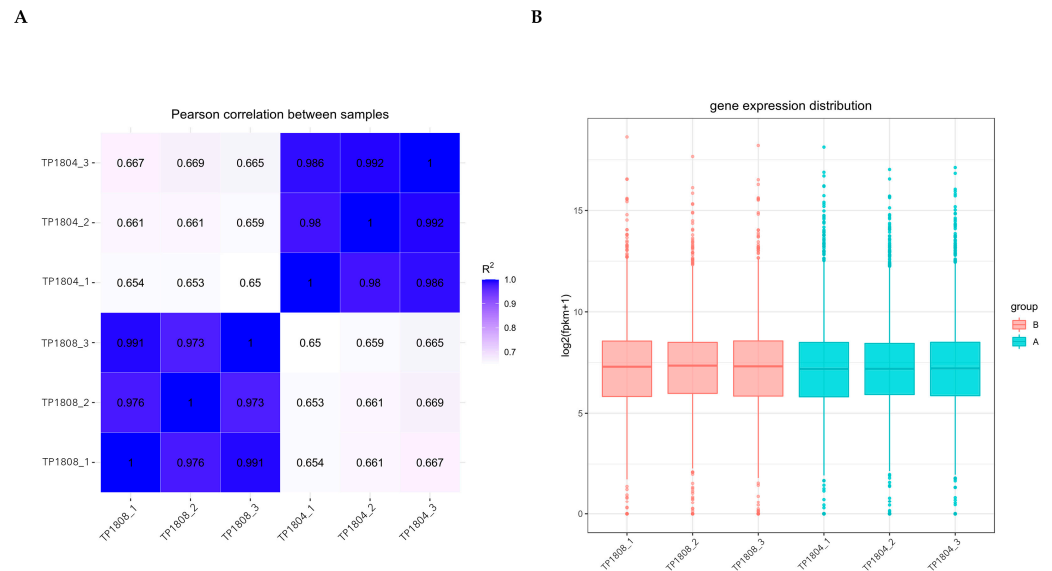 A
B
Pearson correlation between samples
TP1804_3
0.667 0.669 0.665 0.986 0.992 1
TP1804_2
0.661 0.661 0.659 0.98 1 0.992
TP1804_1
0.654 0.653 0.65 1 0.98 0.986
TP1808_3
0.991 0.973 1 0.65 0.659 0.665
TP1808_2
0.976 1 0.973 0.653 0.661 0.669
TP1808_1
1 0.976 0.991 0.654 0.661 0.667
TP1808_1 TP1808_2 TP1808_3 TP1804_1 TP1804_2 TP1804_3
R2
1.0
0.9
0.8
0.7
gene expression distribution
log2(fpkm+1)
15
10
5
0
TP1808_1 TP1808_2 TP1808_3 TP1804_1 TP1804_2 TP1804_3
group
B
A